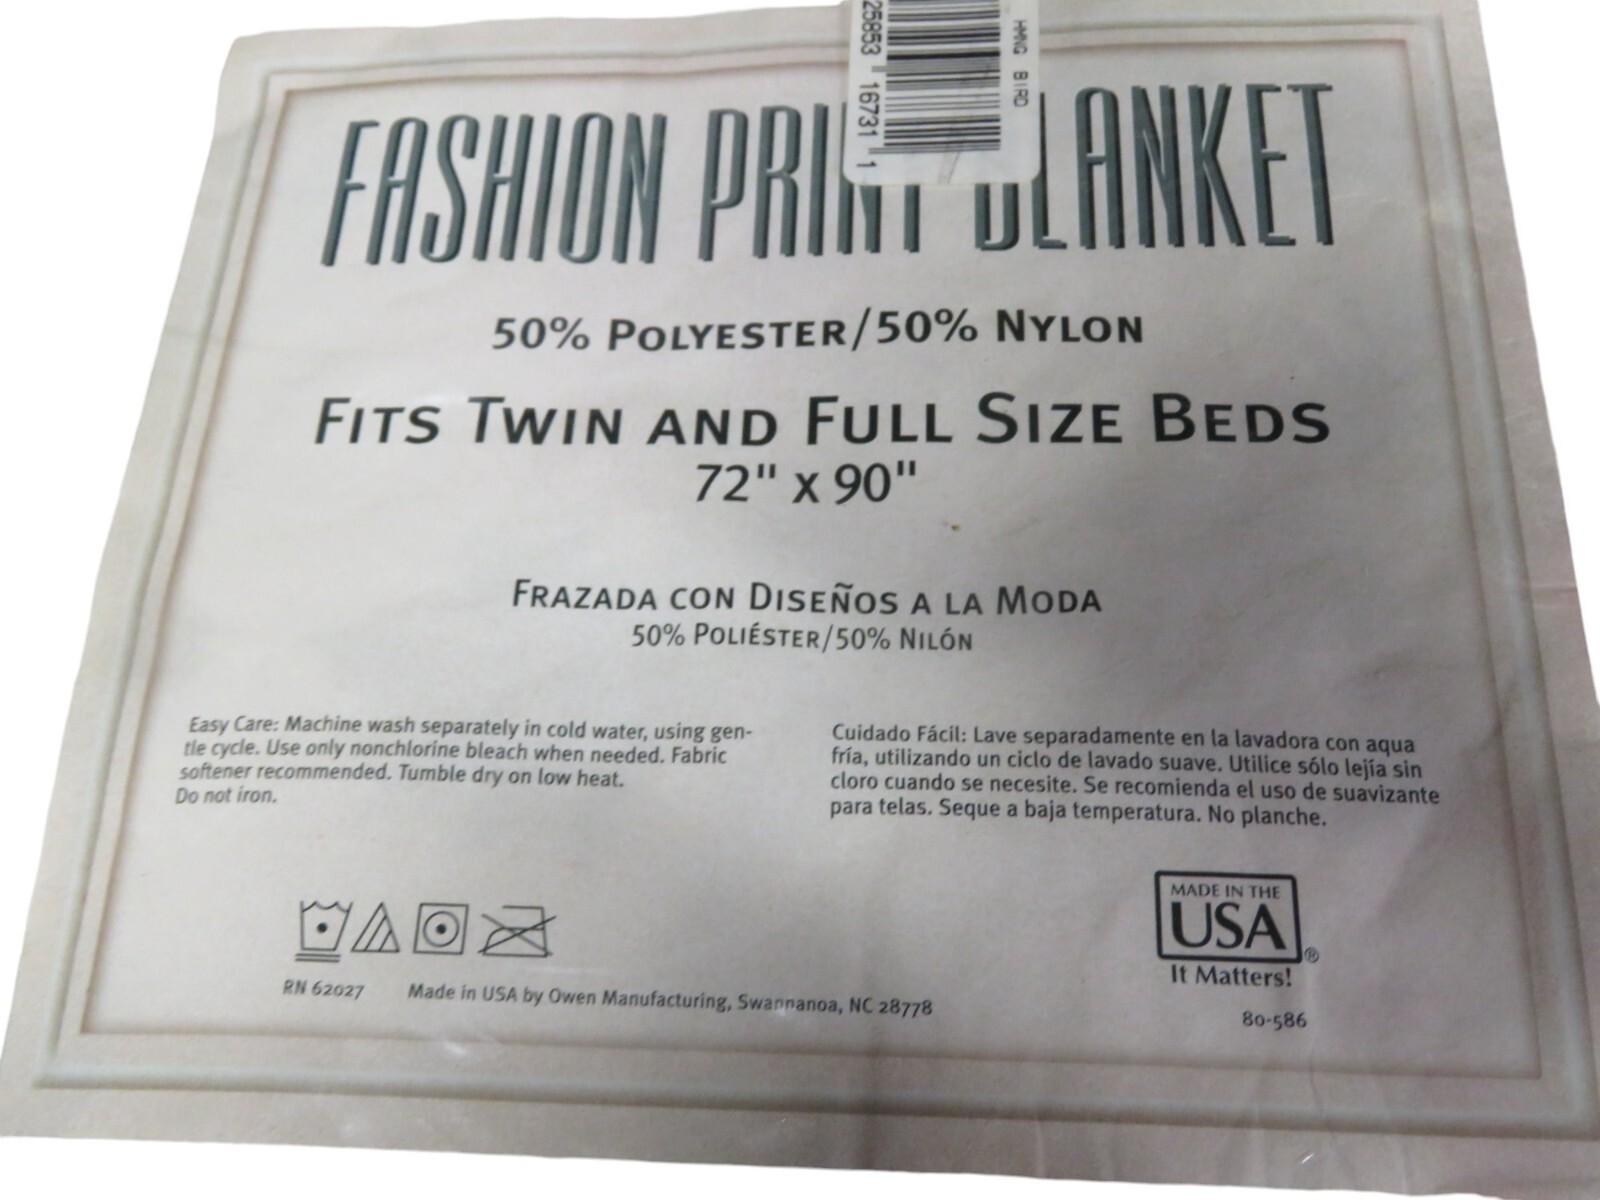 HMNG BIRD
25853 16731 1
FASHION PRINT BLANKET
50% POLYESTER/50% NYLON
FITS TWIN AND FULL SIZE BEDS
72" x 90"
FRAZADA CON DISEÑOS A LA MODA
50% POLIÉSTER/50% NILÓN
Easy Care: Machine wash separately in cold water, using gen-
tle cycle. Use only nonchlorine bleach when needed. Fabric
softener recommended. Tumble dry on low heat.
Do not iron.
Cuidado Fácil: Lave separadamente en la lavadora con aqua
fría, utilizando un ciclo de lavado suave. Utilice sólo lejía sin
cloro cuando se necesite. Se recomienda el uso de suavizante
para telas. Seque a baja temperatura. No planche.
MADE IN THE
USA®
It Matters!
RN 62027 Made in USA by Owen Manufacturing, Swannanoa, NC 28778
80-586